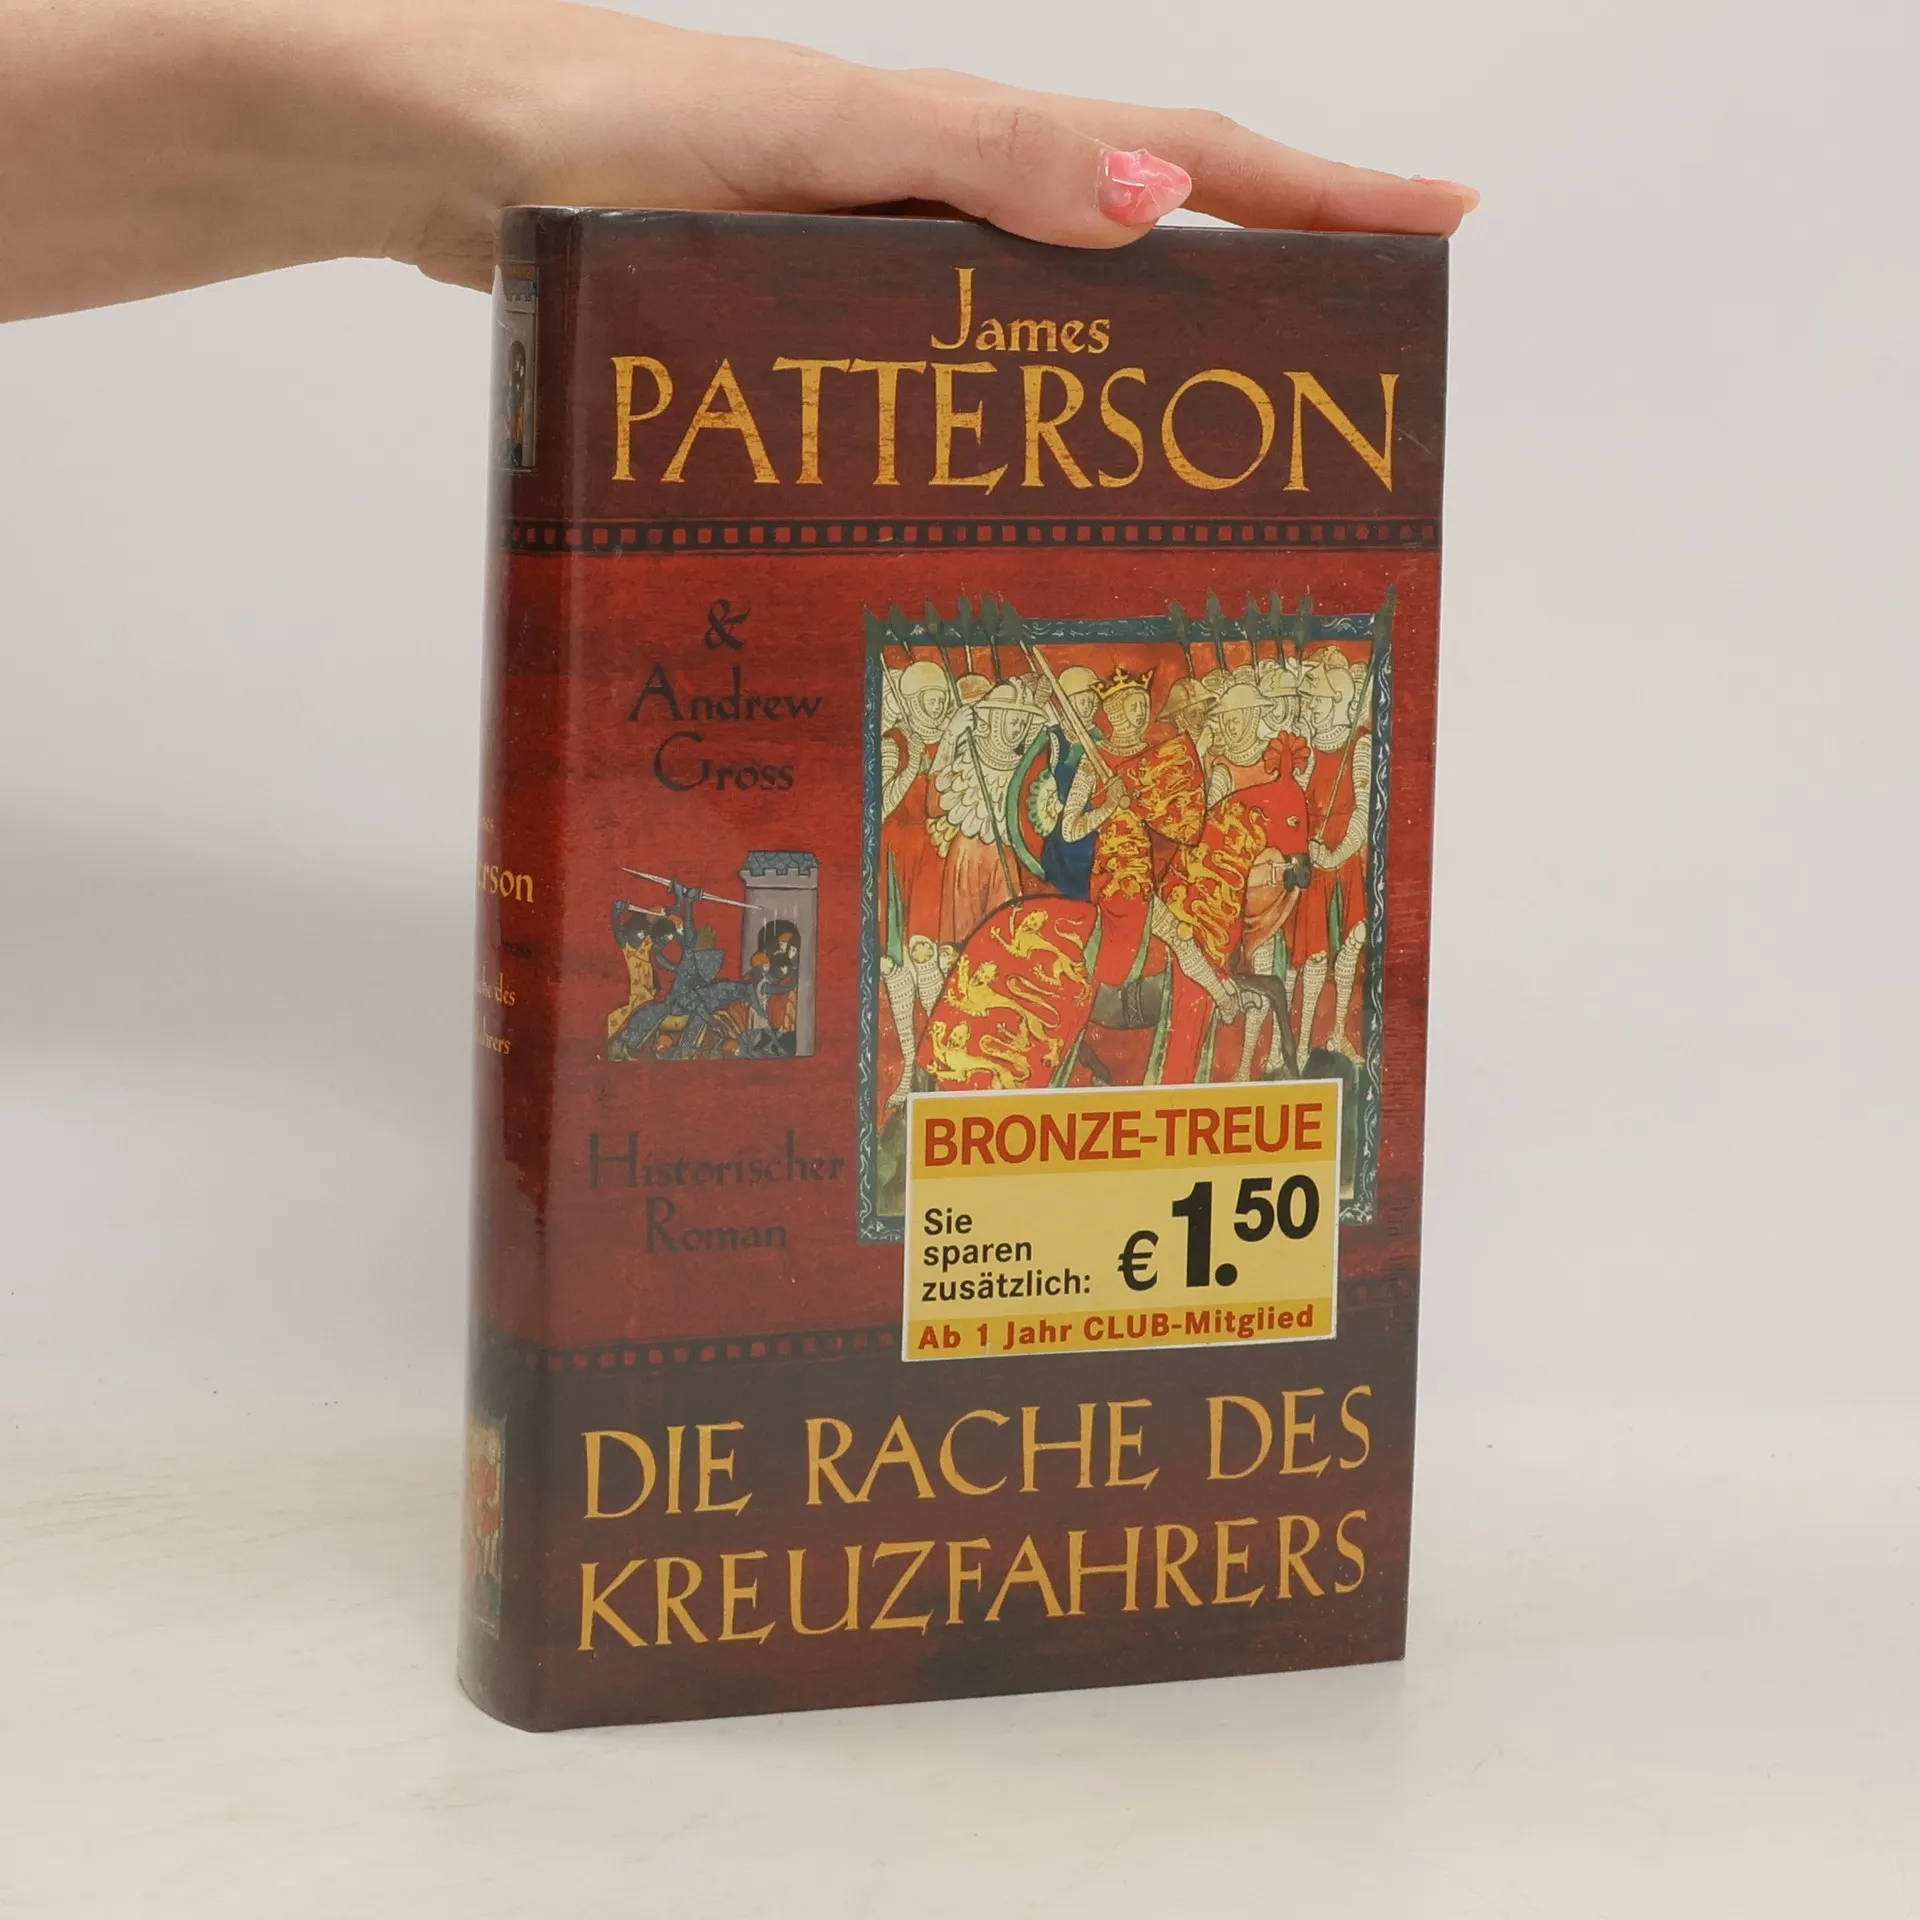 James
PATTERSON
&
Andrew
Gross
Historischer
Roman
BRONZE-TREUE
Sie
sparen
zusätzlich:
€ 1.50
Ab 1 Jahr CLUB-Mitglied
DIE RACHE DES
KREUZFAHRERS